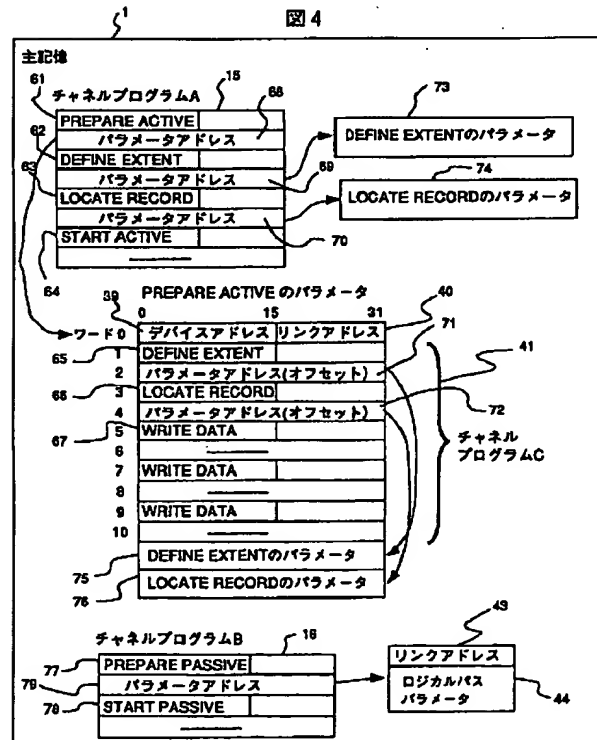 図4
1
主記憶
61
チャネルプログラムA
15
68
PREPARE ACTIVE
パラメータアドレス
62
DEFINE EXTENT
63
パラメータアドレス
69
LOCATE RECORD
パラメータアドレス
70
START ACTIVE
64
73
DEFINE EXTENTのパラメータ
74
LOCATE RECORDのパラメータ
PREPARE ACTIVEのパラメータ
39
0 15 31
40
ワード0 デバイスアドレス リンクアドレス
71
65
1 DEFINE EXTENT
41
2 パラメータアドレス(オフセット)
66
3 LOCATE RECORD
4 パラメータアドレス(オフセット)
72
67
5 WRITE DATA
6
7 WRITE DATA
8
9 WRITE DATA
10
チャネル
プログラムC
DEFINE EXTENTのパラメータ
75
LOCATE RECORDのパラメータ
76
チャネルプログラムB
16
77
PREPARE PASSIVE
79
パラメータアドレス
78
START PASSIVE
43
リンクアドレス
ロジカルパス
パラメータ
44